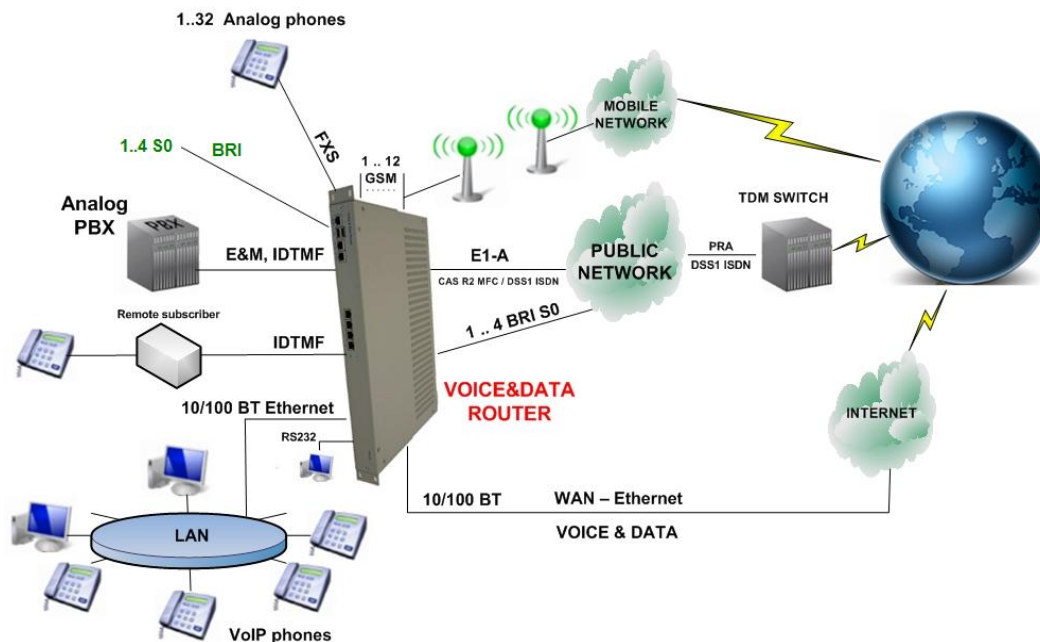 1..32 Analog phones
FXS
1..4 S0
BRI
1 .. 12
GSM
......
MOBILE
NETWORK
Analog
PBX
PBX
E&M, IDTMF
E1-A
CAS R2 MFC / DSS1 ISDN
PUBLIC
NETWORK
PRA
DSS1 ISDN
TDM SWITCH
1 .. 4 BRI S0
Remote subscriber
IDTMF
VOICE&DATA
ROUTER
10/100 BT Ethernet
RS232
INTERNET
10/100 BT
WAN – Ethernet
VOICE & DATA
LAN
VoIP phones